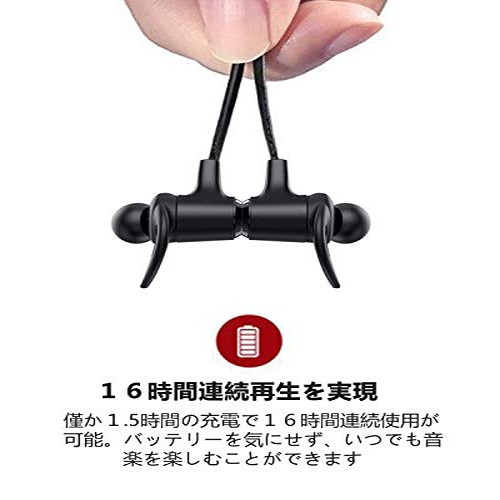 １６時間連続再生を実現
僅か１.5時間の充電で１６時間連続使用が
可能。バッテリーを気にせず、いつでも音
楽を楽しむことができます